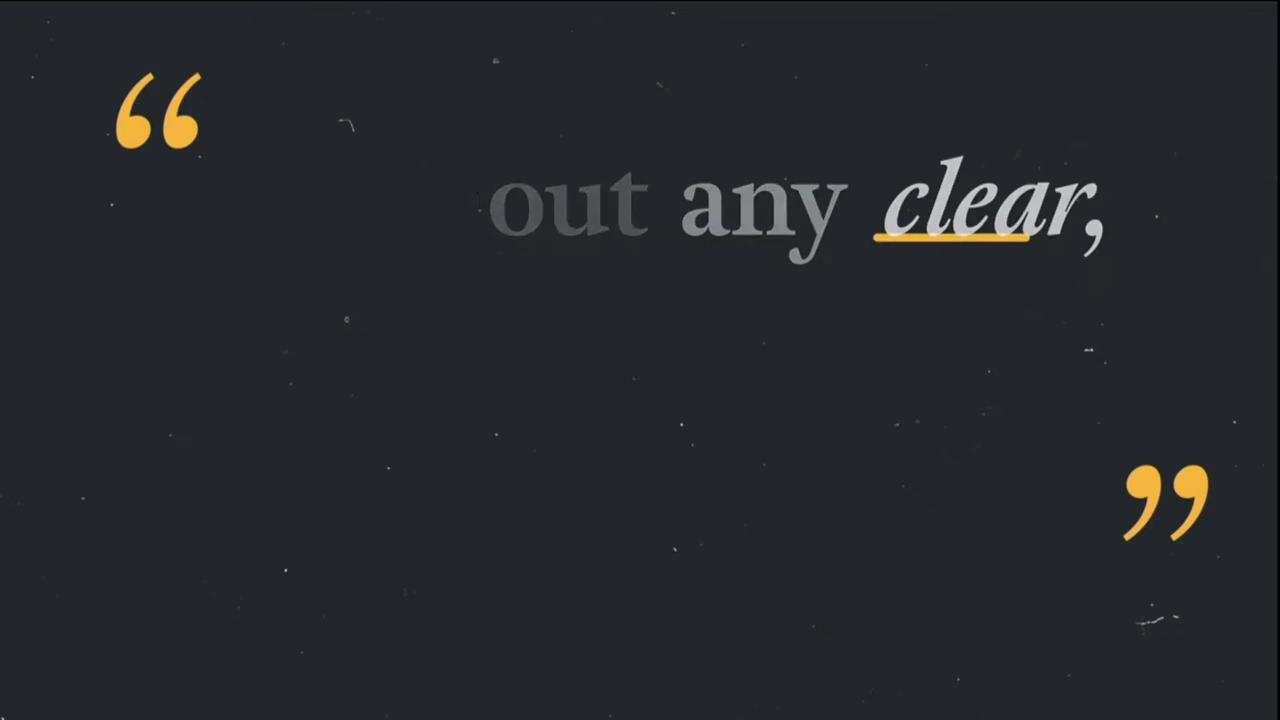 “
out any clear,
”